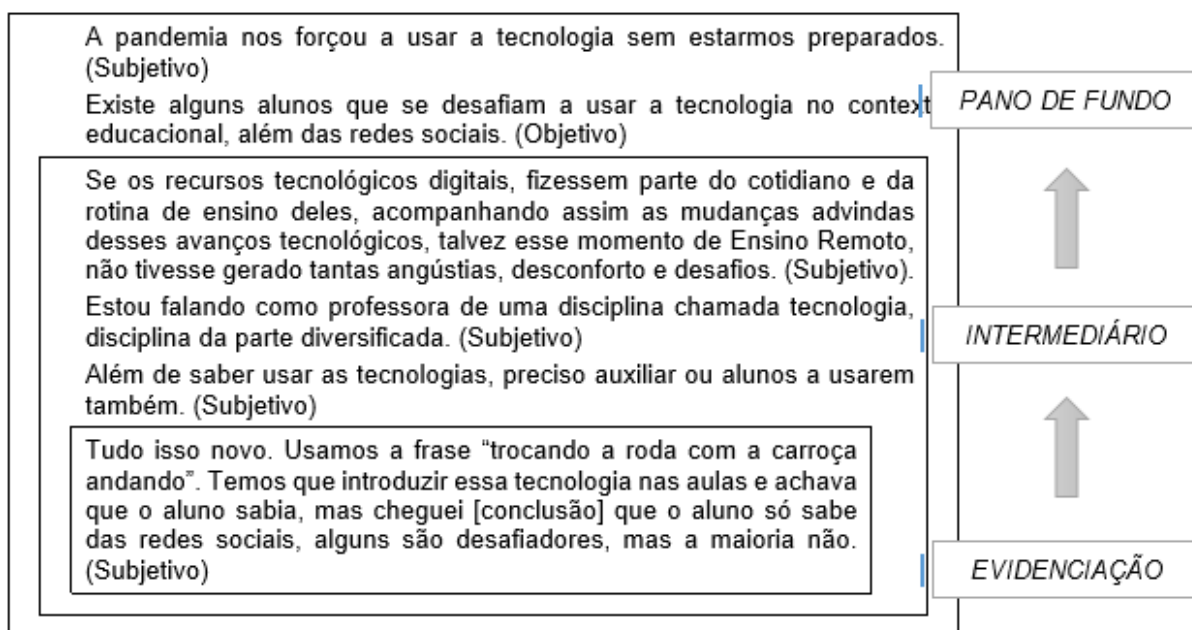 A pandemia nos forçou a usar a tecnologia sem estarmos preparados.
(Subjetivo)
Existe alguns alunos que se desafiam a usar a tecnologia no context
educacional, além das redes sociais. (Objetivo)
PANO DE FUNDO
Se os recursos tecnológicos digitais, fizessem parte do cotidiano e da
rotina de ensino deles, acompanhando assim as mudanças advindas
desses avanços tecnológicos, talvez esse momento de Ensino Remoto,
não tivesse gerado tantas angústias, desconforto e desafios. (Subjetivo).
Estou falando como professora de uma disciplina chamada tecnologia,
disciplina da parte diversificada. (Subjetivo)
Além de saber usar as tecnologias, preciso auxiliar ou alunos a usarem
também. (Subjetivo)
INTERMEDIÁRIO
Tudo isso novo. Usamos a frase “trocando a roda com a carroça
andando”. Temos que introduzir essa tecnologia nas aulas e achava
que o aluno sabia, mas cheguei [conclusão] que o aluno só sabe
das redes sociais, alguns são desafiadores, mas a maioria não.
(Subjetivo)
EVIDENCIAÇÃO